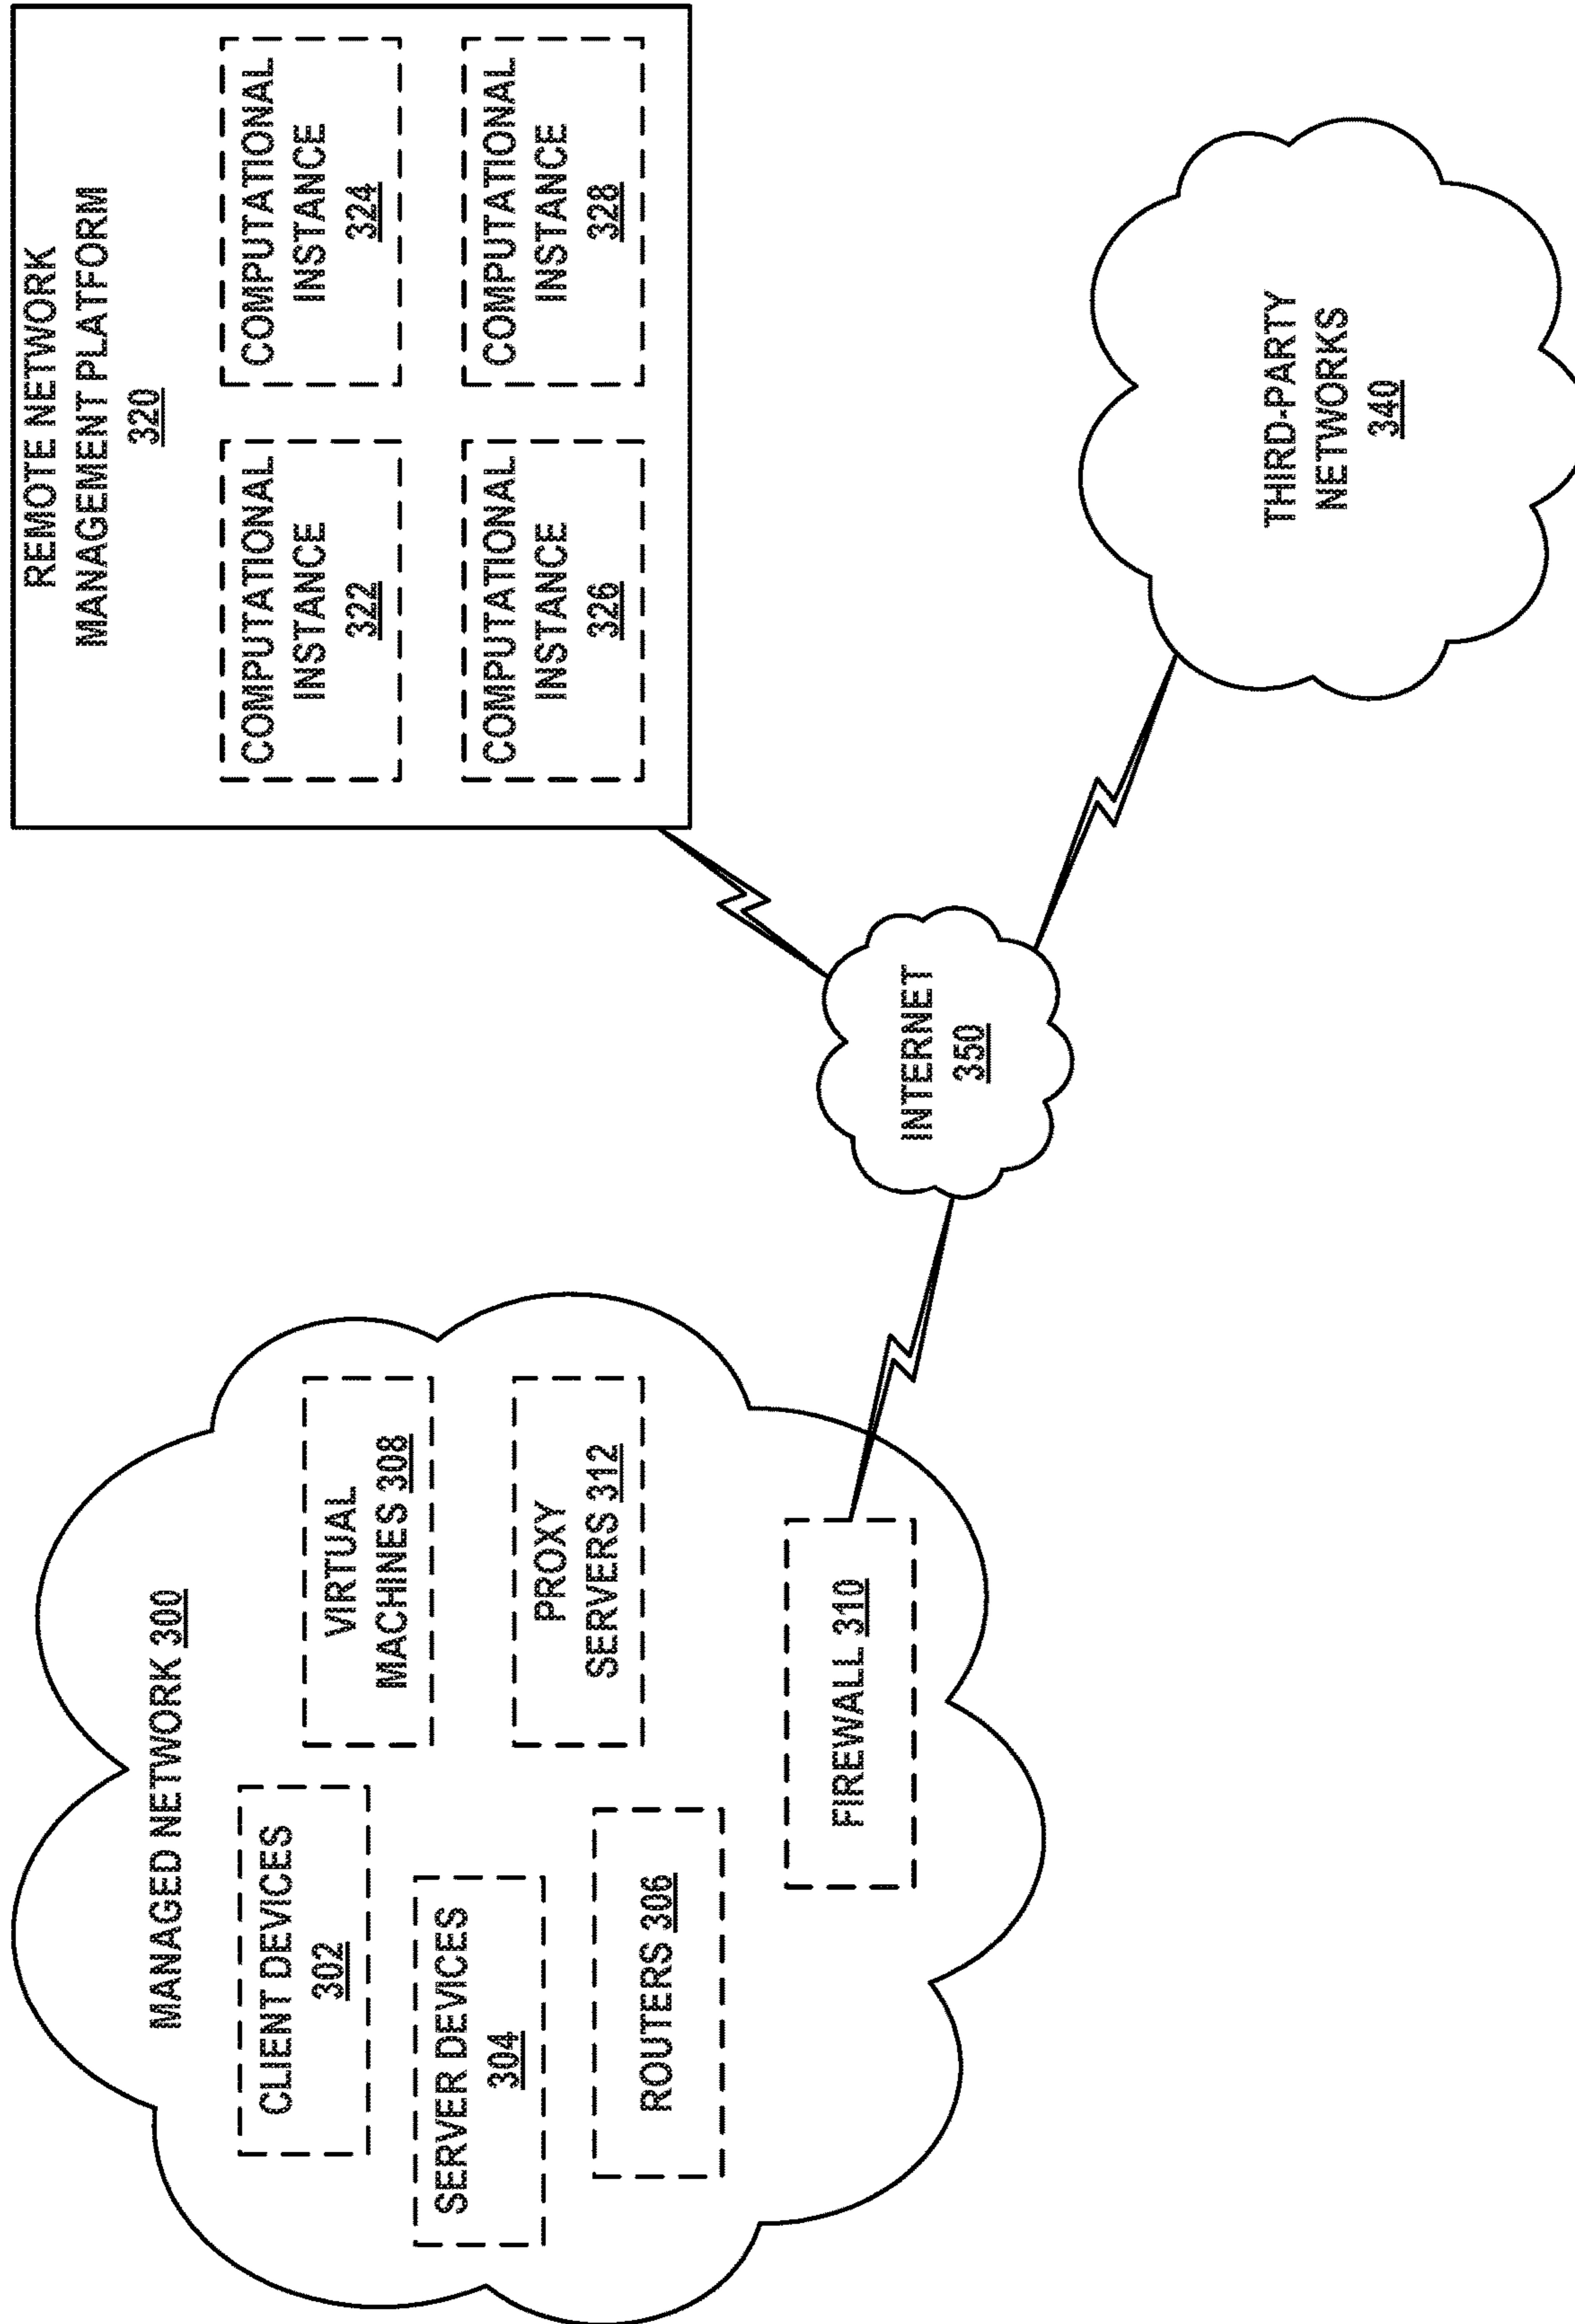 MANAGED NETWORK 300
CLIENT DEVICES
302
SERVER DEVICES
304
ROUTERS 306
VIRTUAL
MACHINES 308
PROXY
SERVERS 312
FIREWALL 310
INTERNET
350
REMOTE NETWORK
MANAGEMENT PLATFORM
320
COMPUTATIONAL
INSTANCE
322
COMPUTATIONAL
INSTANCE
324
COMPUTATIONAL
INSTANCE
326
COMPUTATIONAL
INSTANCE
328
THIRD-PARTY
NETWORKS
340